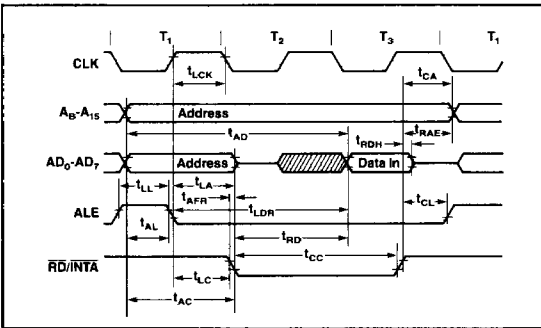 T1 T2 T3 T1
CLK
tLCK
tCA
AB-A15
Address
tAD
tRAE
tRDH
AD0-AD7
Address
Data In
tLL
tLA
tAFR
tLDR
tCL
ALE
tAL
tRD
tCC
RD/INTA
tLC
tAC